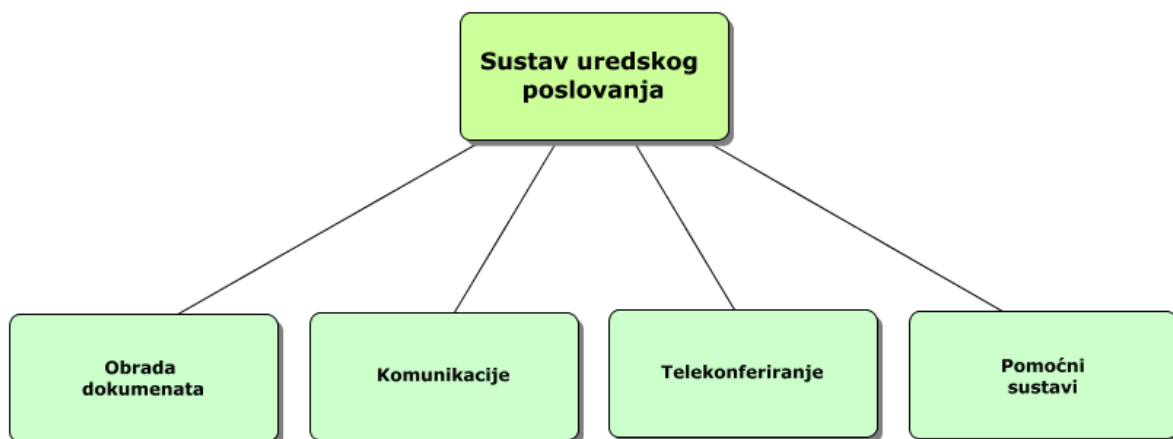 Sustav uredskog
poslovanja
Obrada
dokumenata
Komunikacije
Telekonferiranje
Pomoćni
sustavi